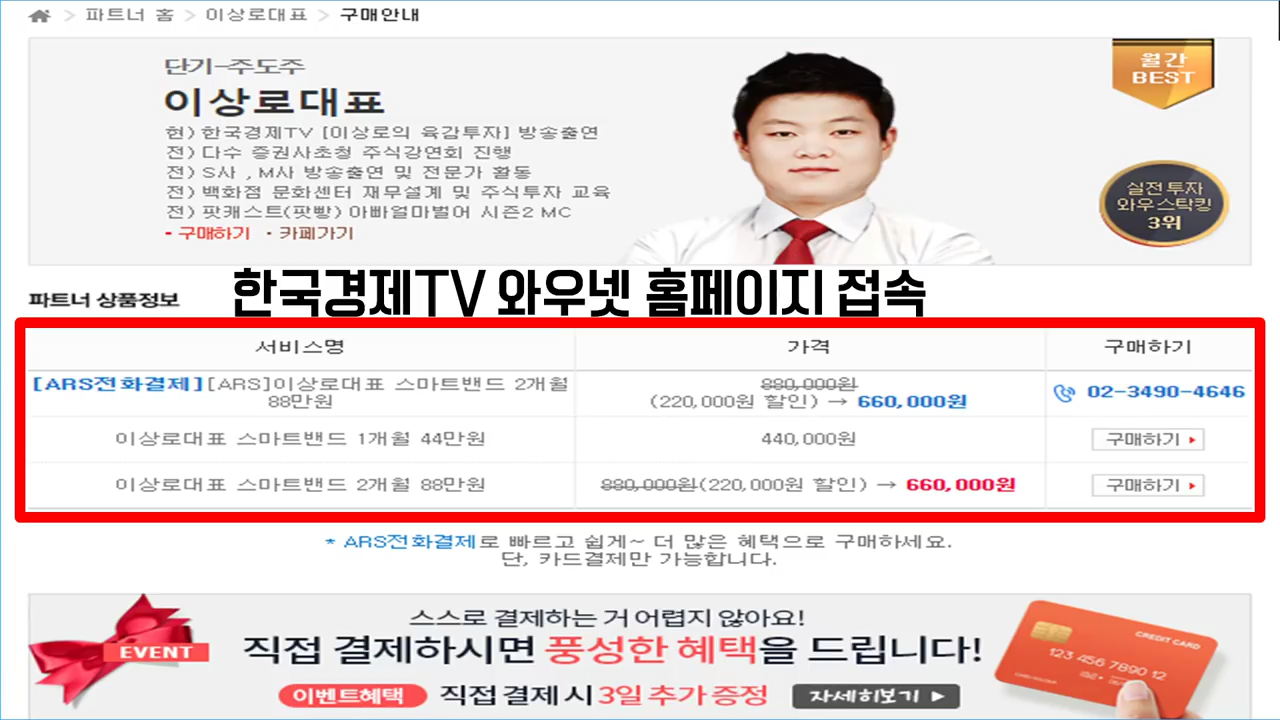 파트너 홈 > 이상로대표 > 구매안내
단기-주도주
이상로대표
현) 한국경제TV [이상로의 육감투자] 방송출연
전) 다수 증권사초청 주식강연회 진행
전) S사 , M사 방송출연 및 전문가 활동
전) 백화점 문화센터 재무설계 및 주식투자 교육
전) 팟캐스트(팟빵) 아빠얼마벌어 시즌2 MC
- 구매하기 · 카페가기
월간
BEST
실전투자
와우스탁킹
3위
파트너 상품정보
한국경제TV 와우넷 홈페이지 접속
서비스명 가격 구매하기
[ARS전화결제][ARS]이상로대표 스마트밴드 2개월
88만원
880,000원
(220,000원 할인) → 660,000원
02-3490-4646
이상로대표 스마트밴드 1개월 44만원 440,000원 구매하기
이상로대표 스마트밴드 2개월 88만원 880,000원(220,000원 할인) → 660,000원 구매하기
* ARS전화결제로 빠르고 쉽게~ 더 많은 혜택으로 구매하세요.
단, 카드결제만 가능합니다.
EVENT
스스로 결제하는 거 어렵지 않아요!
직접 결제하시면 풍성한 혜택을 드립니다!
이벤트혜택 직접 결제 시 3일 추가 증정 자세히보기 ▶
CREDIT CARD
123 456 7890 12